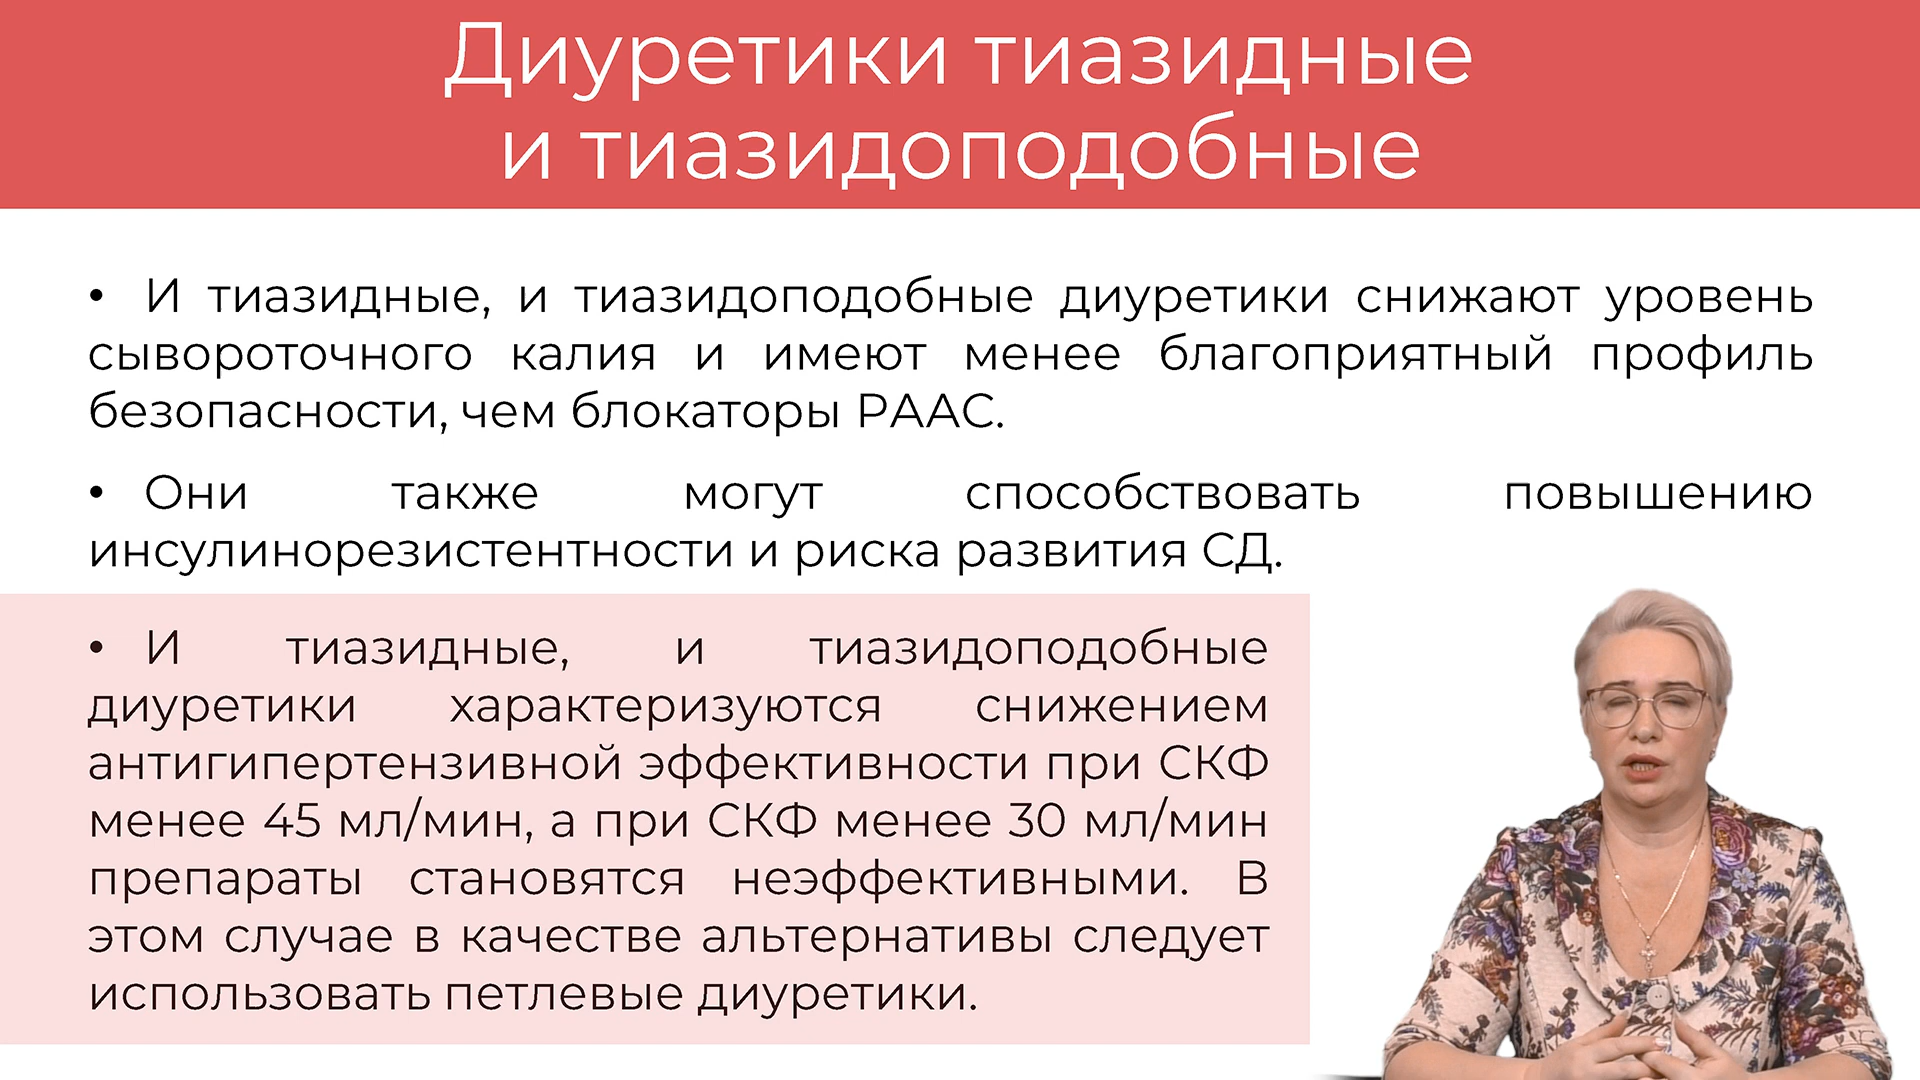 Диуретики тиазидные
и тиазидоподобные
• И тиазидные, и тиазидоподобные диуретики снижают уровень
сывороточного калия и имеют менее благоприятный профиль
безопасности, чем блокаторы РААС.
• Они также могут способствовать повышению
инсулинорезистентности и риска развития СД.
• И тиазидные, и тиазидоподобные
диуретики характеризуются снижением
антигипертензивной эффективности при СКФ
менее 45 мл/мин, а при СКФ менее 30 мл/мин
препараты становятся неэффективными. В
этом случае в качестве альтернативы следует
использовать петлевые диуретики.